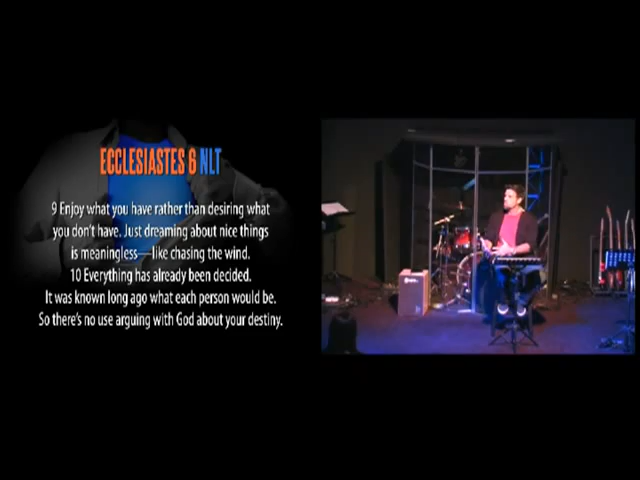 ECCLESIASTES 6 NLT
9 Enjoy what you have rather than desiring what
you don't have. Just dreaming about nice things
is meaningless—like chasing the wind.
10 Everything has already been decided.
It was known long ago what each person would be.
So there's no use arguing with God about your destiny.